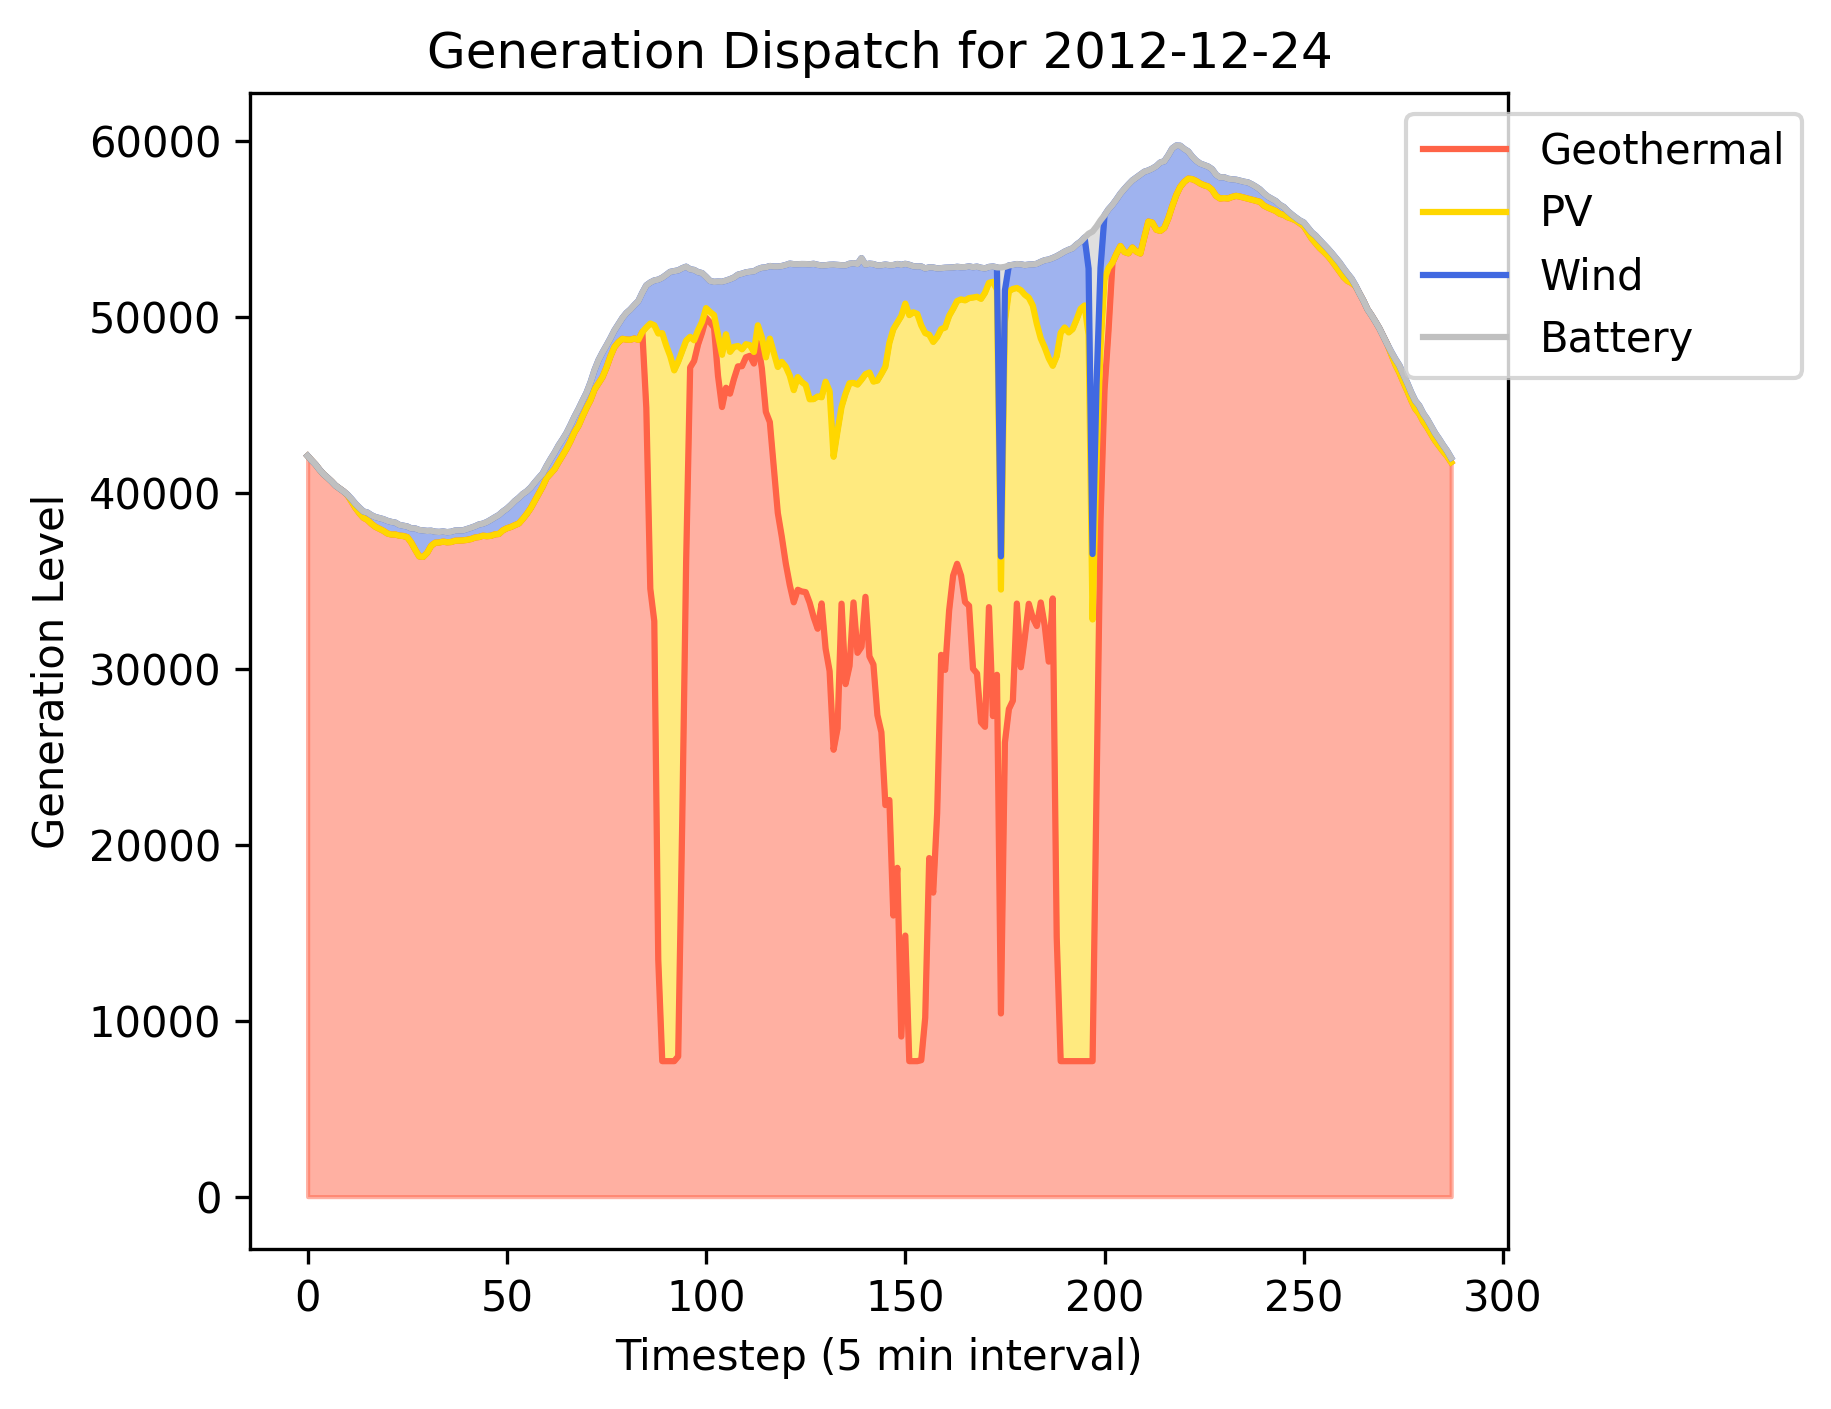 Generation Dispatch for 2012-12-24
60000
50000
40000
30000
20000
10000
0
Generation Level
0 50 100 150 200 250 300
Timestep (5 min interval)
Geothermal
PV
Wind
Battery